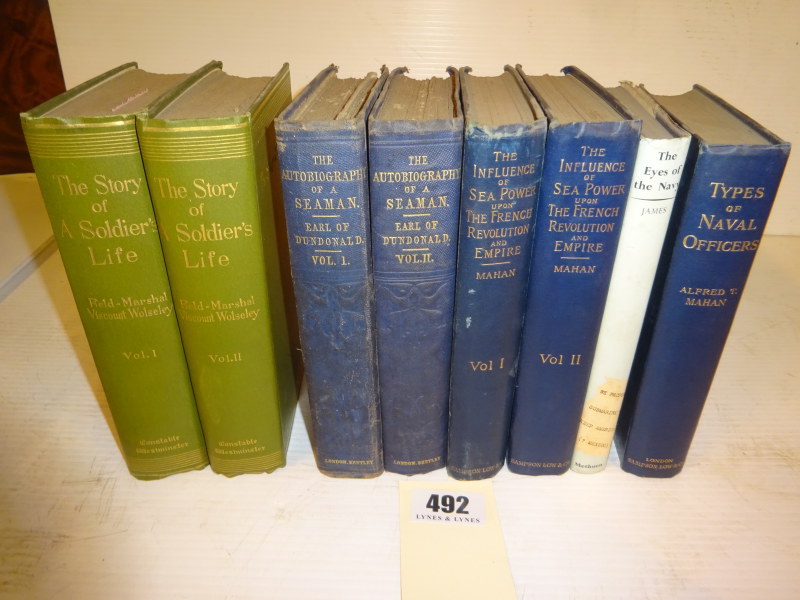 The Story
of
A Soldier's
Life
Field-Marshal
Viscount Wolseley
Vol. I
Constable
Westminster
The Story
of
A Soldier's
Life
Field-Marshal
Viscount Wolseley
Vol. II
Constable
Westminster
THE
AUTOBIOGRAPHY
OF A
SEAMAN.
EARL OF
DUNDONALD.
VOL. I.
LONDON. BENTLEY
THE
AUTOBIOGRAPHY
OF A
SEAMAN.
EARL OF
DUNDONALD.
VOL. II.
LONDON. BENTLEY
THE
INFLUENCE
OF
SEA POWER
UPON
THE FRENCH
REVOLUTION
AND
EMPIRE
MAHAN
Vol I
SAMPSON LOW & Co
THE
INFLUENCE
OF
SEA POWER
UPON
THE FRENCH
REVOLUTION
AND
EMPIRE
MAHAN
Vol II
SAMPSON LOW & Co
The
Eyes of
the Navy
JAMES
Methuen
TYPES
OF
NAVAL
OFFICERS
ALFRED T.
MAHAN
LONDON
SAMPSON LOW & Co
492
LYNES & LYNES